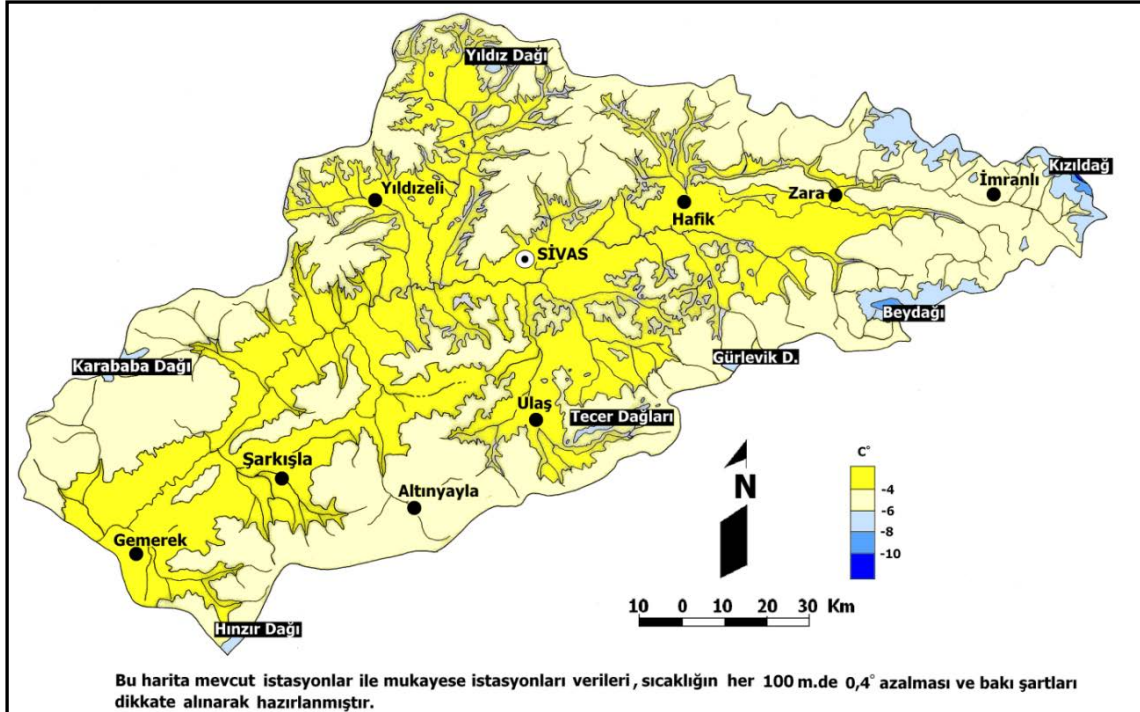 Yıldız Dağı
Kızıldağ
Yıldızeli
Zara
İmranlı
Hafik
SİVAS
Beydağı
Karababa Dağı
Gürlevik D.
Ulaş
Tecer Dağları
Şarkışla
Altınyayla
C°
-4
-6
-8
-10
N
Gemerek
10 0 10 20 30 Km
Hınzır Dağı
Bu harita mevcut istasyonlar ile mukayese istasyonları verileri, sıcaklığın her 100 m.de 0,4° azalması ve bakı şartları
dikkate alınarak hazırlanmıştır.